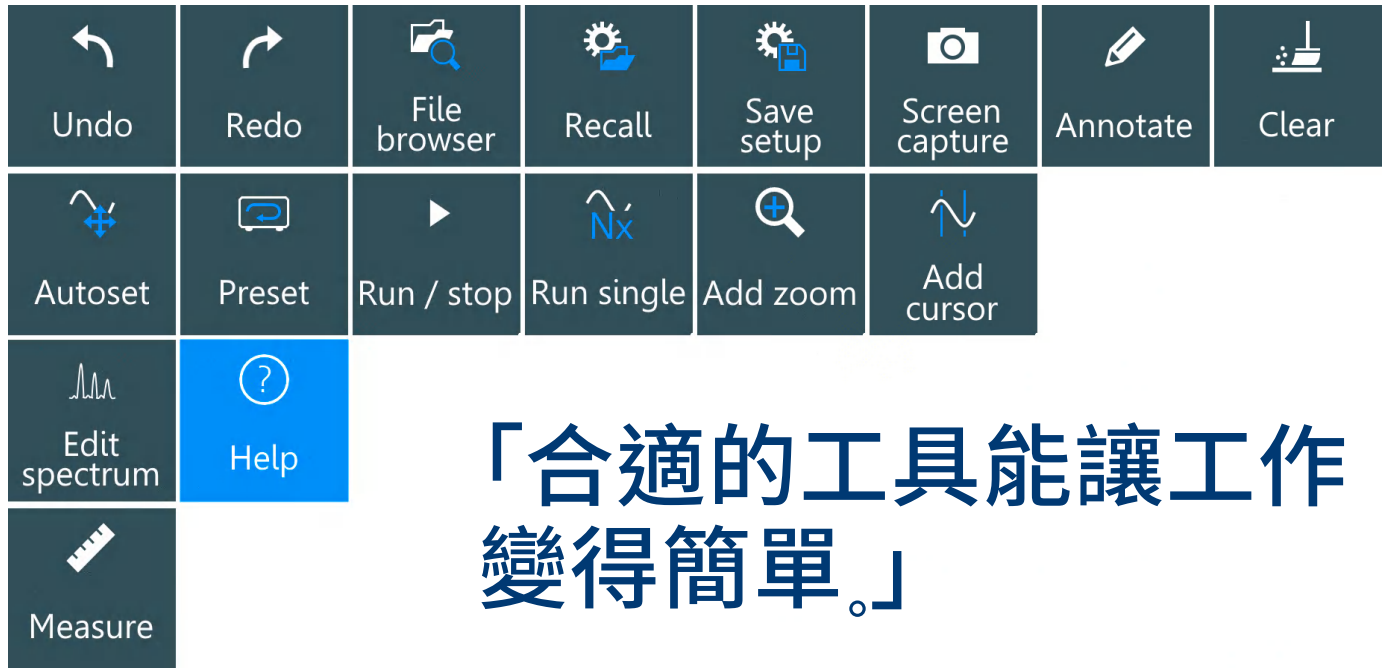 Undo
Redo
File
browser
Recall
Save
setup
Screen
capture
Annotate
Clear
Autoset
Preset
Run / stop
Nx
Run single
Add zoom
Add
cursor
Edit
spectrum
?
Help
「合適的工具能讓工作
變得簡單。」
Measure